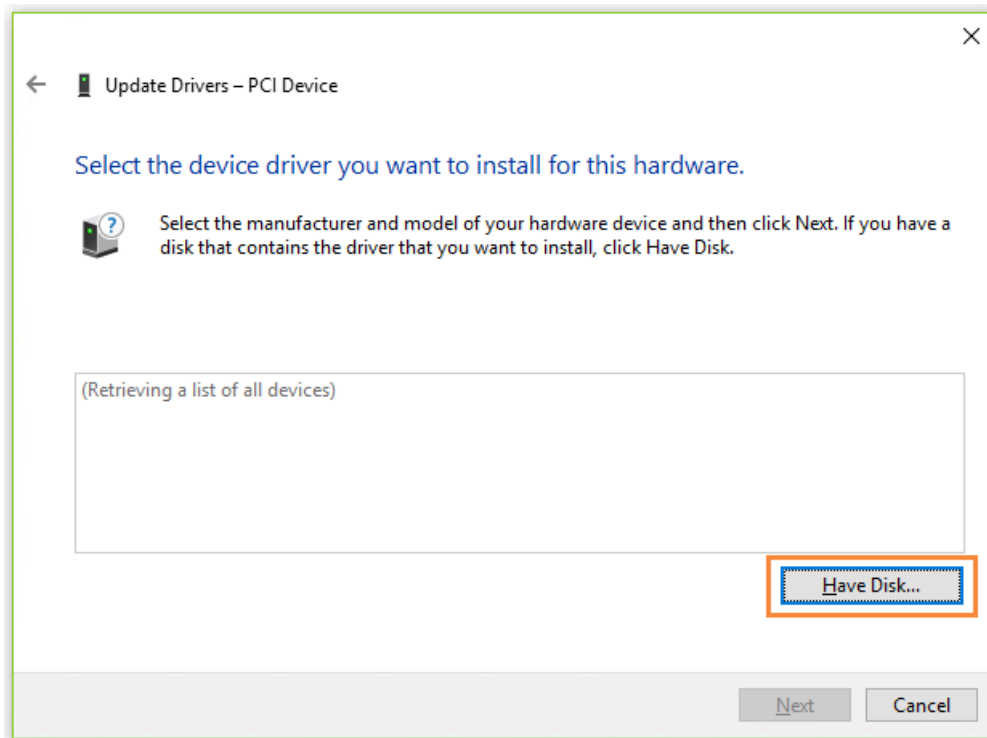 Update Drivers – PCI Device
Select the device driver you want to install for this hardware.
Select the manufacturer and model of your hardware device and then click Next. If you have a
disk that contains the driver that you want to install, click Have Disk.
(Retrieving a list of all devices)
Have Disk...
Next
Cancel